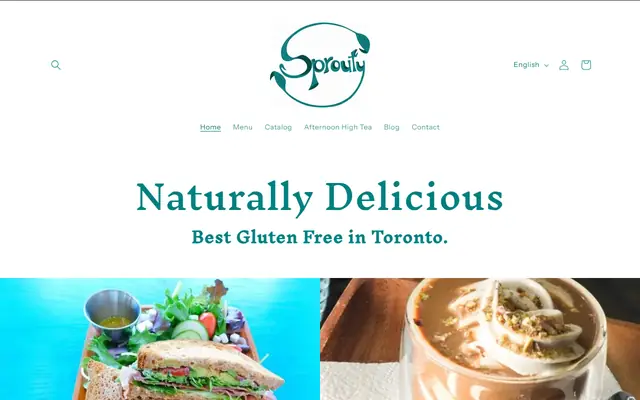 Sprouty
English
Home Menu Catalog Afternoon High Tea Blog Contact
Naturally Delicious
Best Gluten Free in Toronto.